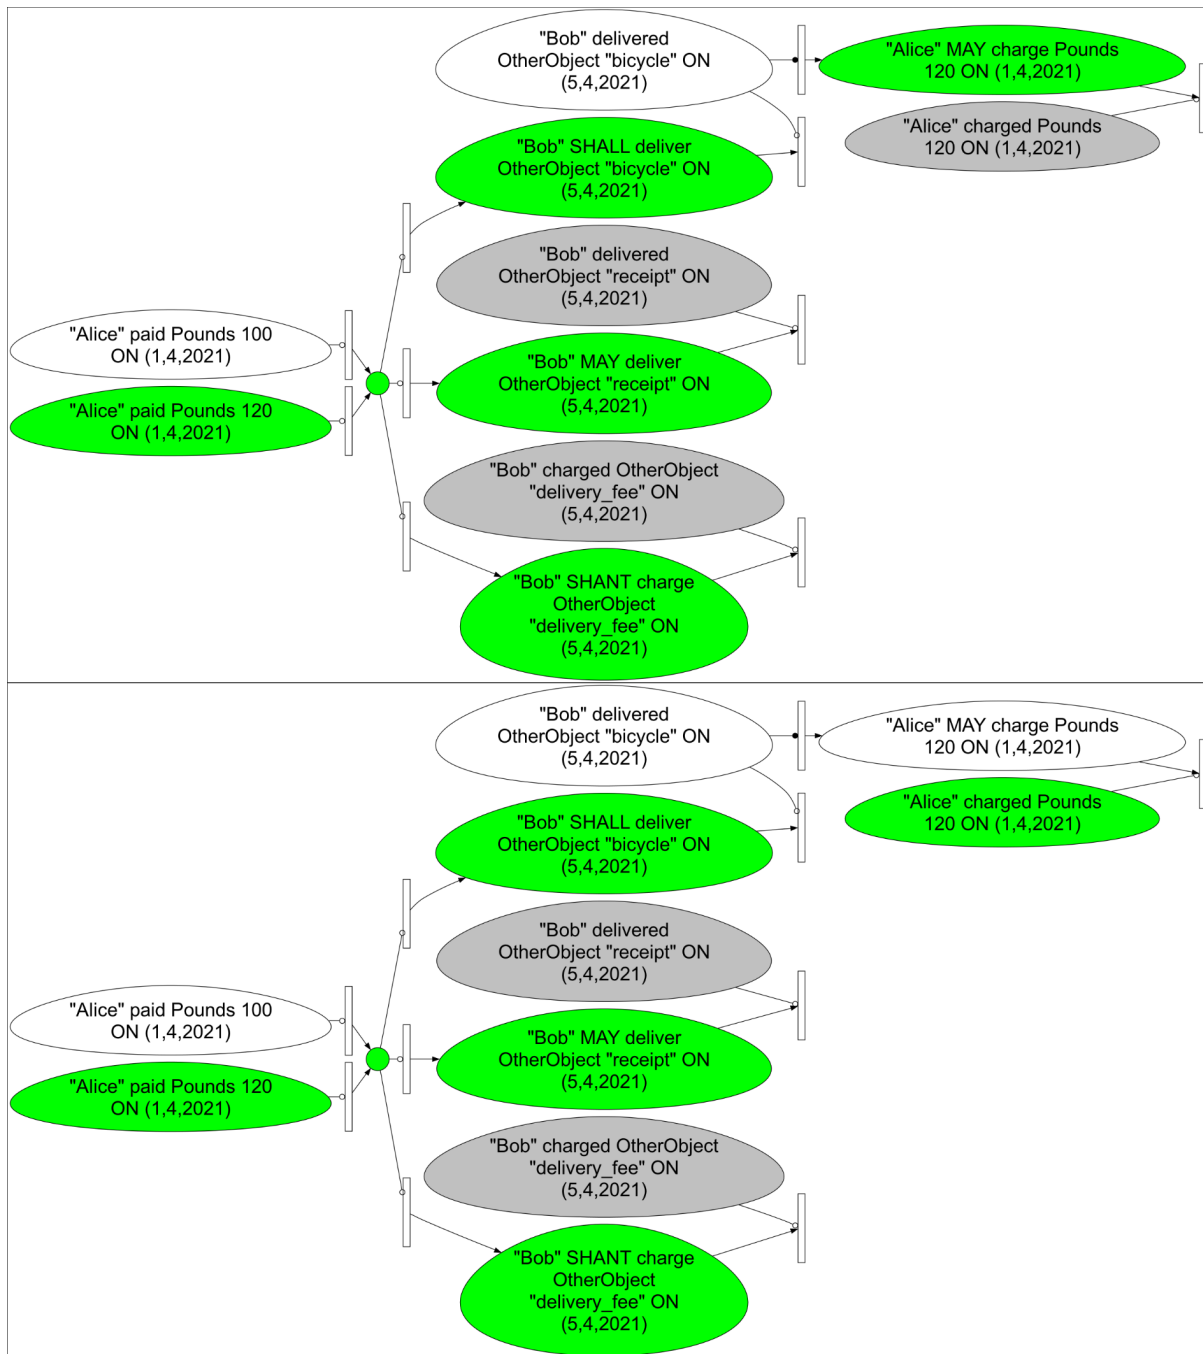 "Bob" delivered
OtherObject "bicycle" ON
(5,4,2021)
"Alice" MAY charge Pounds
120 ON (1,4,2021)
"Alice" charged Pounds
120 ON (1,4,2021)
"Bob" SHALL deliver
OtherObject "bicycle" ON
(5,4,2021)
"Bob" delivered
OtherObject "receipt" ON
(5,4,2021)
"Alice" paid Pounds 100
ON (1,4,2021)
"Bob" MAY deliver
OtherObject "receipt" ON
(5,4,2021)
"Alice" paid Pounds 120
ON (1,4,2021)
"Bob" charged OtherObject
"delivery_fee" ON
(5,4,2021)
"Bob" SHANT charge
OtherObject
"delivery_fee" ON
(5,4,2021)
"Bob" delivered
OtherObject "bicycle" ON
(5,4,2021)
"Alice" MAY charge Pounds
120 ON (1,4,2021)
"Alice" charged Pounds
120 ON (1,4,2021)
"Bob" SHALL deliver
OtherObject "bicycle" ON
(5,4,2021)
"Bob" delivered
OtherObject "receipt" ON
(5,4,2021)
"Alice" paid Pounds 100
ON (1,4,2021)
"Bob" MAY deliver
OtherObject "receipt" ON
(5,4,2021)
"Alice" paid Pounds 120
ON (1,4,2021)
"Bob" charged OtherObject
"delivery_fee" ON
(5,4,2021)
"Bob" SHANT charge
OtherObject
"delivery_fee" ON
(5,4,2021)